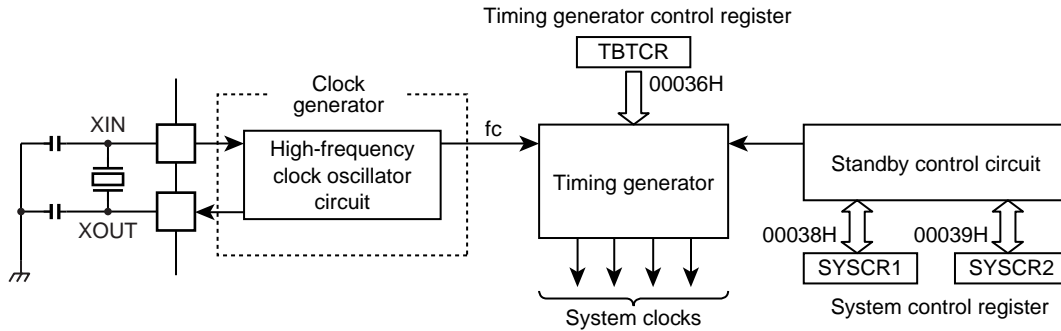 Timing generator control register
TBTCR
00036H
Clock
generator
XIN
High-frequency
clock oscillator
circuit
fc
Timing generator
Standby control circuit
XOUT
00038H
00039H
SYSCR1
SYSCR2
System clocks
System control register